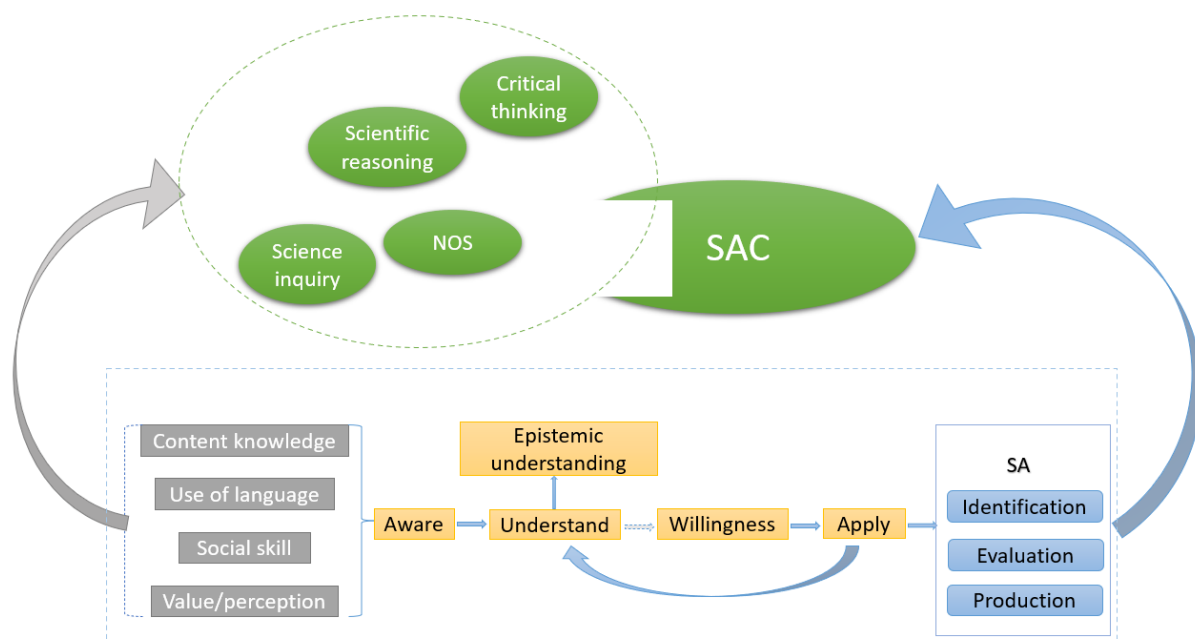 Critical
thinking
Scientific
reasoning
Science
inquiry
NOS
SAC
Content knowledge
Use of language
Social skill
Value/perception
Aware
Epistemic
understanding
Understand
Willingness
Apply
SA
Identification
Evaluation
Production